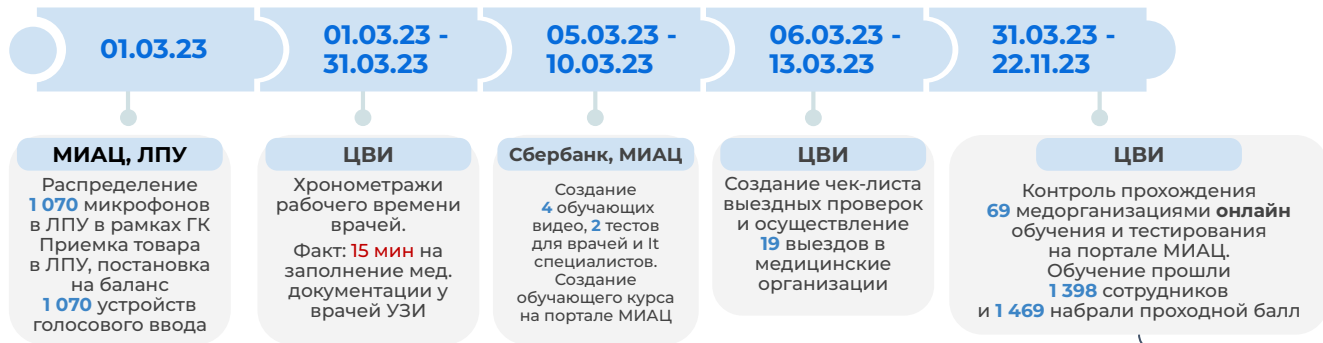 01.03.23
01.03.23 -
31.03.23
05.03.23 -
10.03.23
06.03.23 -
13.03.23
31.03.23 -
22.11.23
МИАЦ, ЛПУ
Распределение
1 070 микрофонов
в ЛПУ в рамках ГК
Приемка товара
в ЛПУ, постановка
на баланс
1 070 устройств
голосового ввода
ЦВИ
Хронометражи
рабочего времени
врачей.
Факт: 15 мин на
заполнение мед.
документации у
врачей УЗИ
Сбербанк, МИАЦ
Создание
4 обучающих
видео, 2 тестов
для врачей и It
специалистов.
Создание
обучающего курса
на портале МИАЦ
ЦВИ
Создание чек-листа
выездных проверок
и осуществление
19 выездов в
медицинские
организации
ЦВИ
Контроль прохождения
69 медорганизациями онлайн
обучения и тестирования
на портале МИАЦ.
Обучение прошли
1 398 сотрудников
и 1 469 набрали проходной балл